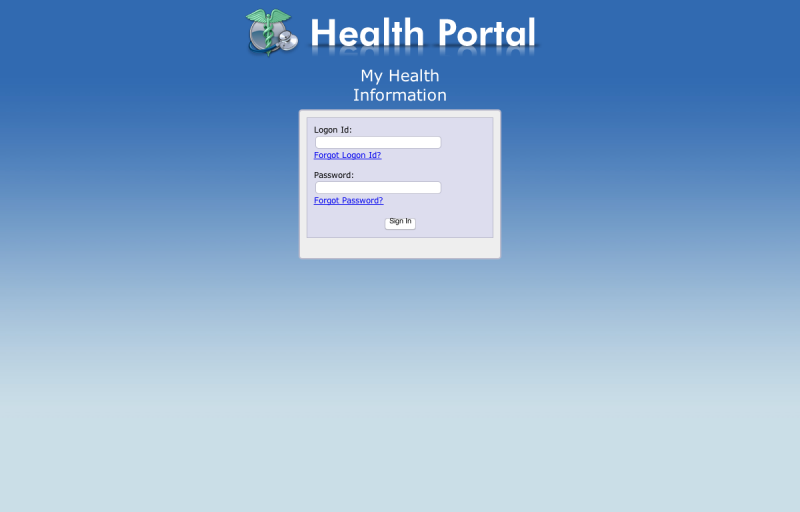 Health Portal
My Health
Information
Logon Id:
Forgot Logon Id?
Password:
Forgot Password?
Sign In